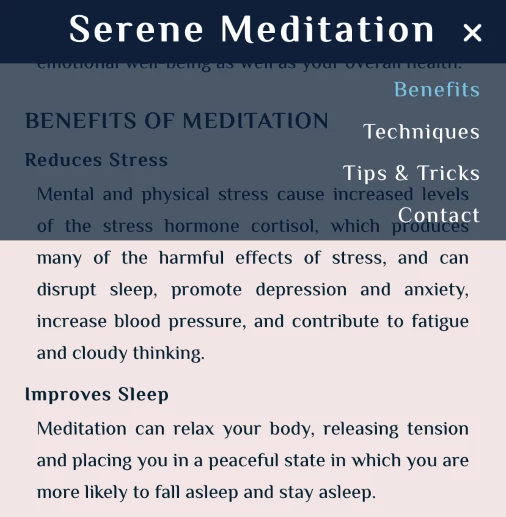 Serene Meditation ×
emotional well-being as well as your overall health.
Benefits
BENEFITS OF MEDITATION
Techniques
Reduces Stress
Tips & Tricks
Mental and physical stress cause increased levels
Contact
of the stress hormone cortisol, which produces
many of the harmful effects of stress, and can
disrupt sleep, promote depression and anxiety,
increase blood pressure, and contribute to fatigue
and cloudy thinking.
Improves Sleep
Meditation can relax your body, releasing tension
and placing you in a peaceful state in which you are
more likely to fall asleep and stay asleep.